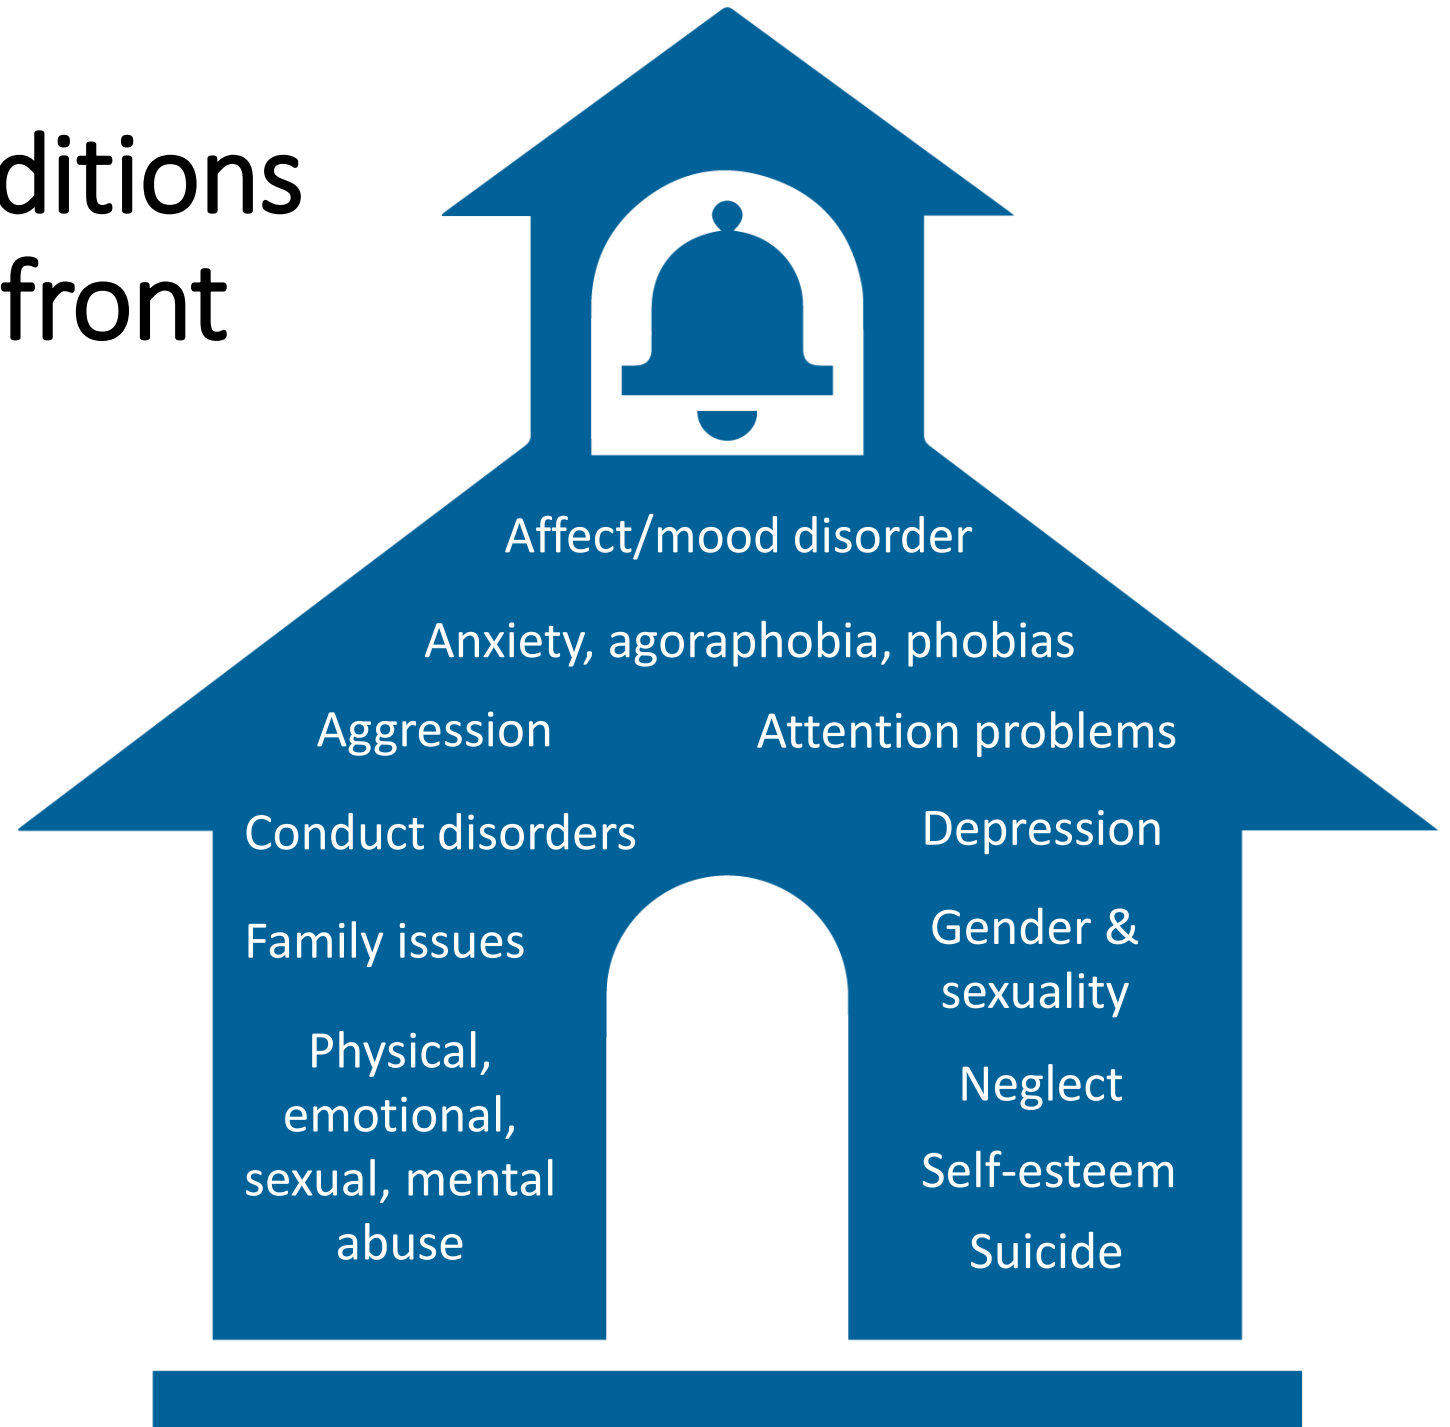 ditions
front
Affect/mood disorder
Anxiety, agoraphobia, phobias
Aggression
Attention problems
Conduct disorders
Depression
Family issues
Gender &
sexuality
Physical,
emotional,
sexual, mental
abuse
Neglect
Self-esteem
Suicide